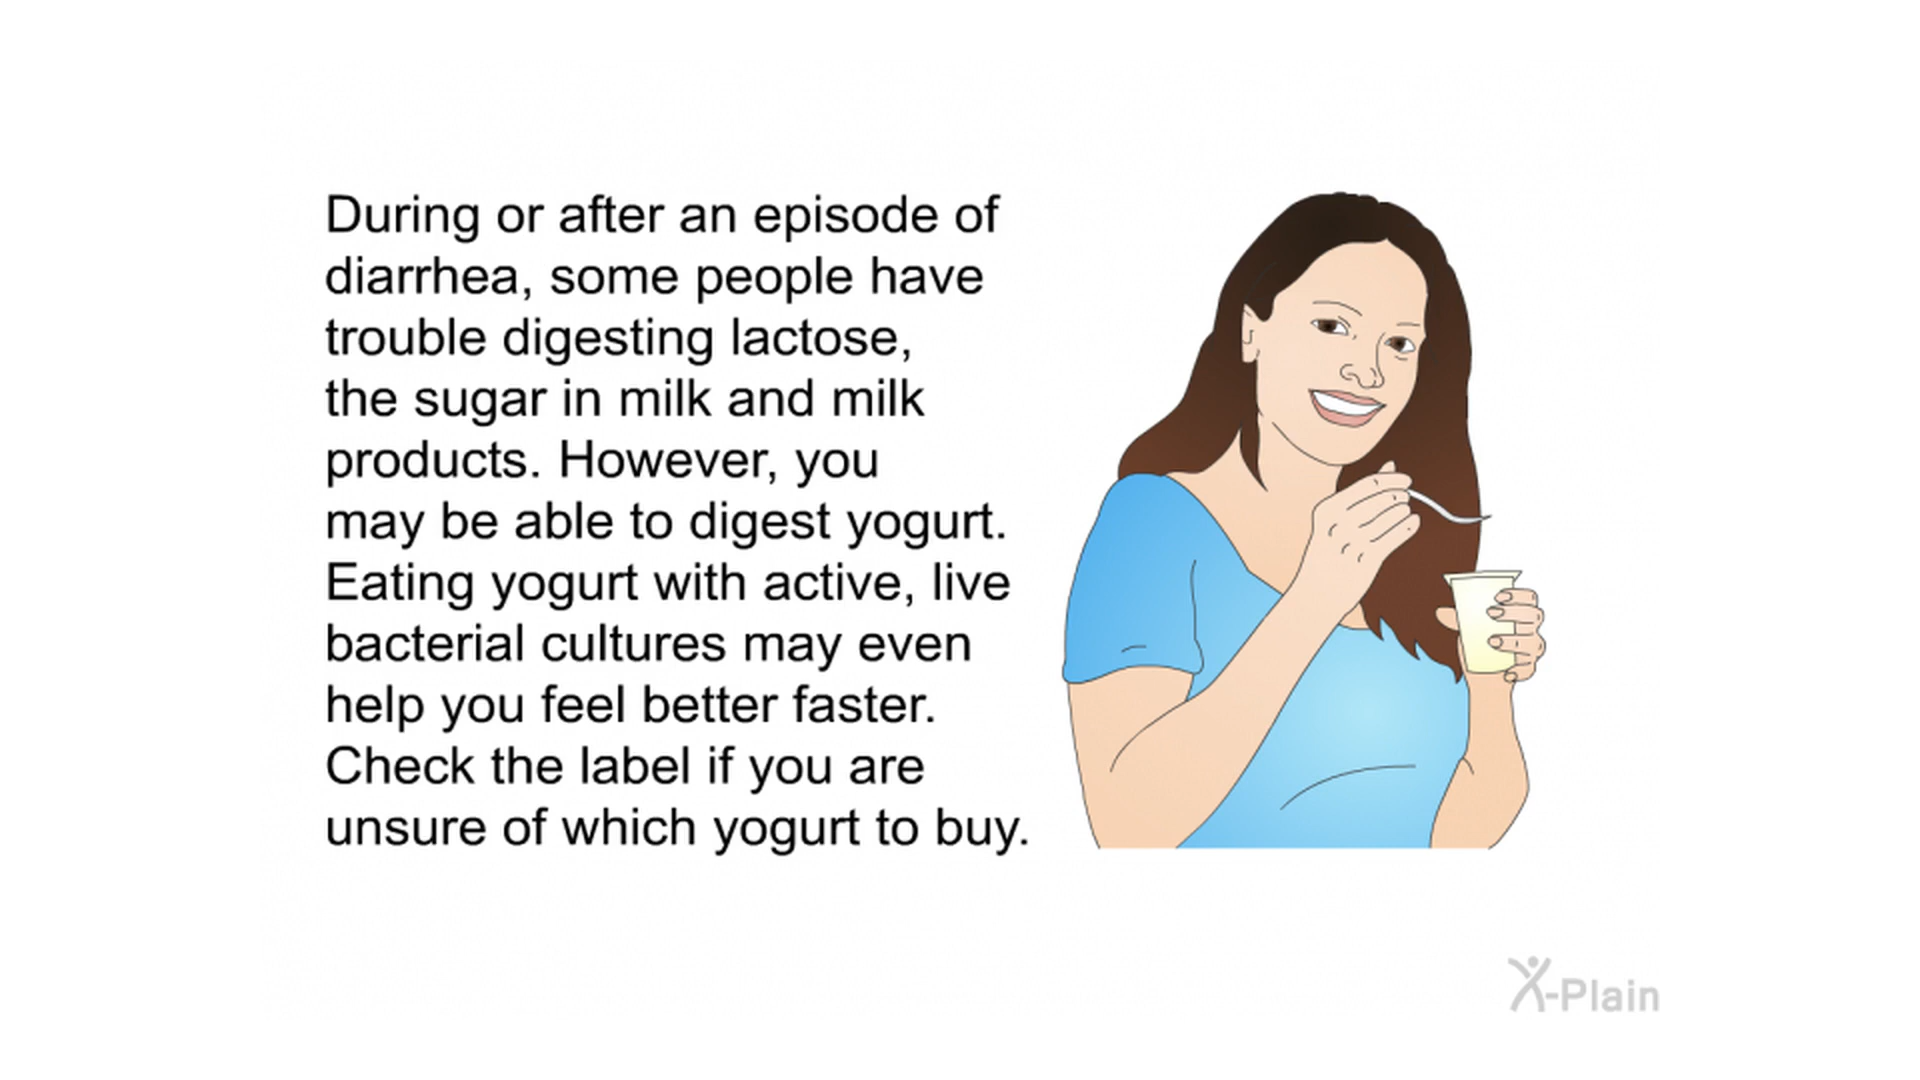 During or after an episode of
diarrhea, some people have
trouble digesting lactose,
the sugar in milk and milk
products. However, you
may be able to digest yogurt.
Eating yogurt with active, live
bacterial cultures may even
help you feel better faster.
Check the label if you are
unsure of which yogurt to buy.
X-Plain